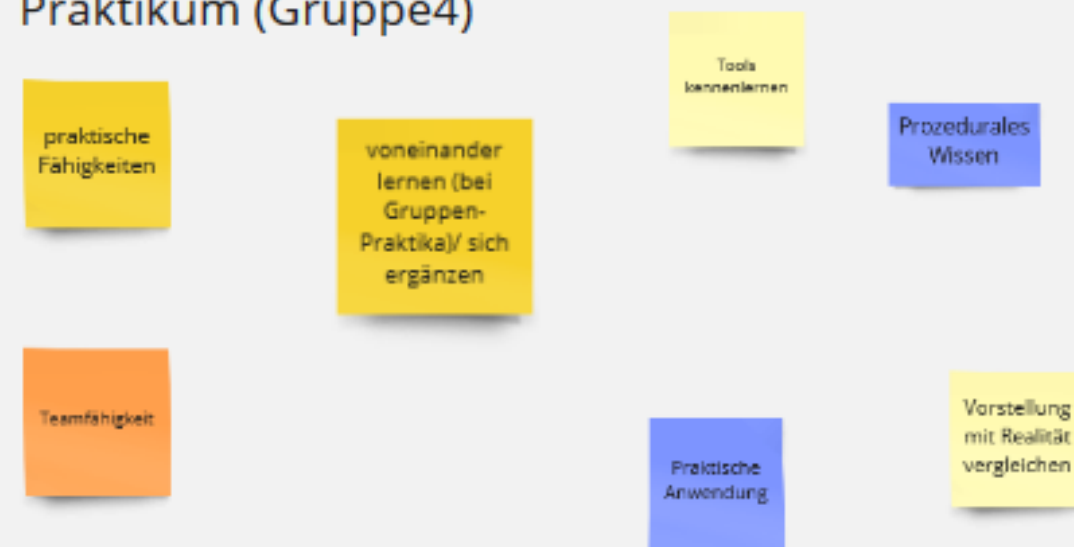 Praktikum (Gruppe4)
praktische
Fähigkeiten
voneinander
lernen (bei
Gruppen-
Praktika)/ sich
ergänzen
Tools
kennenlernen
Prozedurales
Wissen
Teamfähigkeit
Praktische
Anwendung
Vorstellung
mit Realität
vergleichen